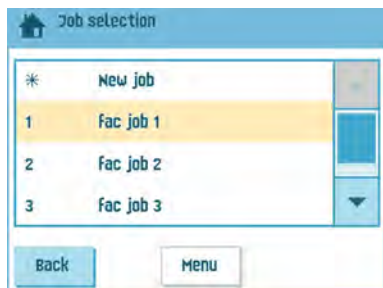 Job selection
* New job
1 Fac job 1
2 Fac job 2
3 Fac job 3
Back Menu